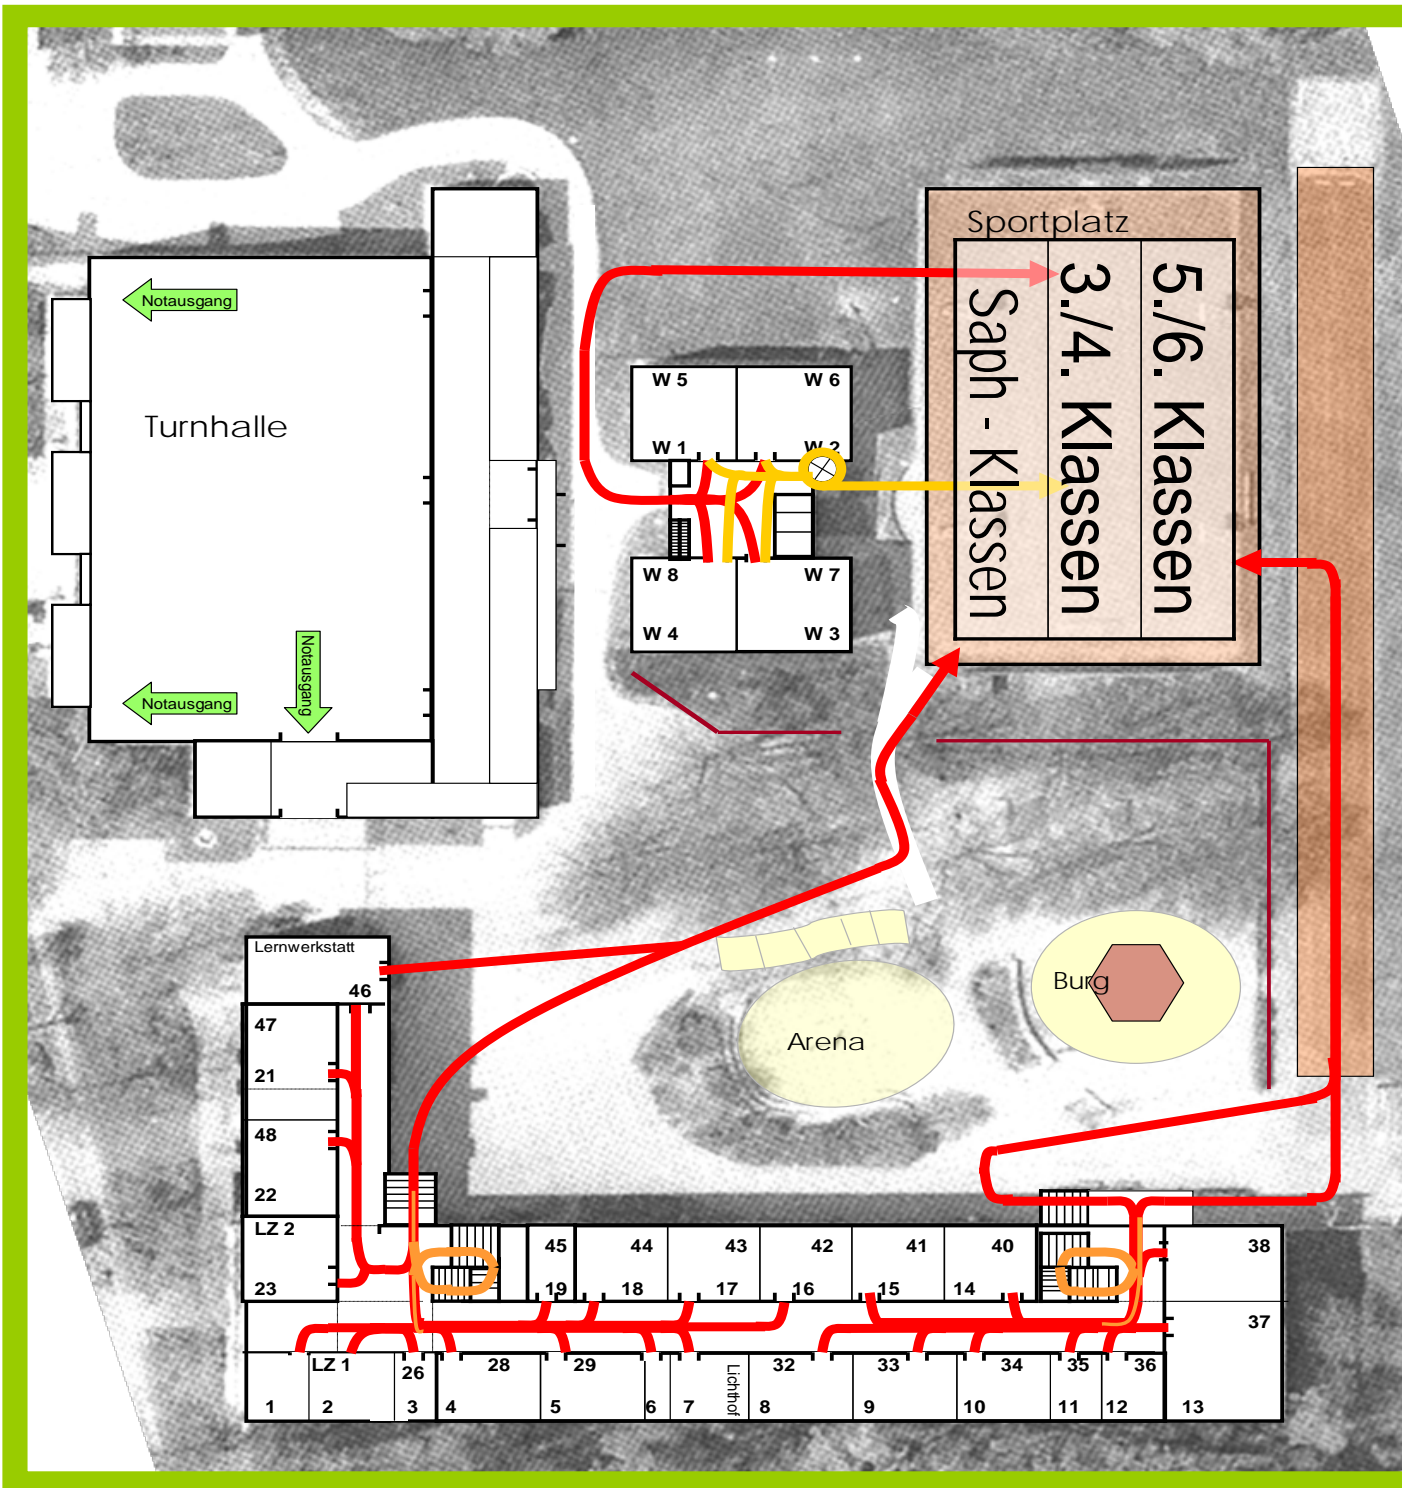 Sportplatz
Saph - Klassen
3./4. Klassen
5./6. Klassen
Notausgang
Turnhalle
Notausgang
Notausgang
W 5
W 6
W 1
W 2
W 8
W 7
W 4
W 3
Lernwerkstatt
46
47
21
48
22
LZ 2
23
Arena
Burg
45
44
43
42
41
40
38
19
18
17
16
15
14
37
LZ 1
26
28
29
Lichthof
32
33
34
35
36
1
2
3
4
5
6
7
8
9
10
11
12
13